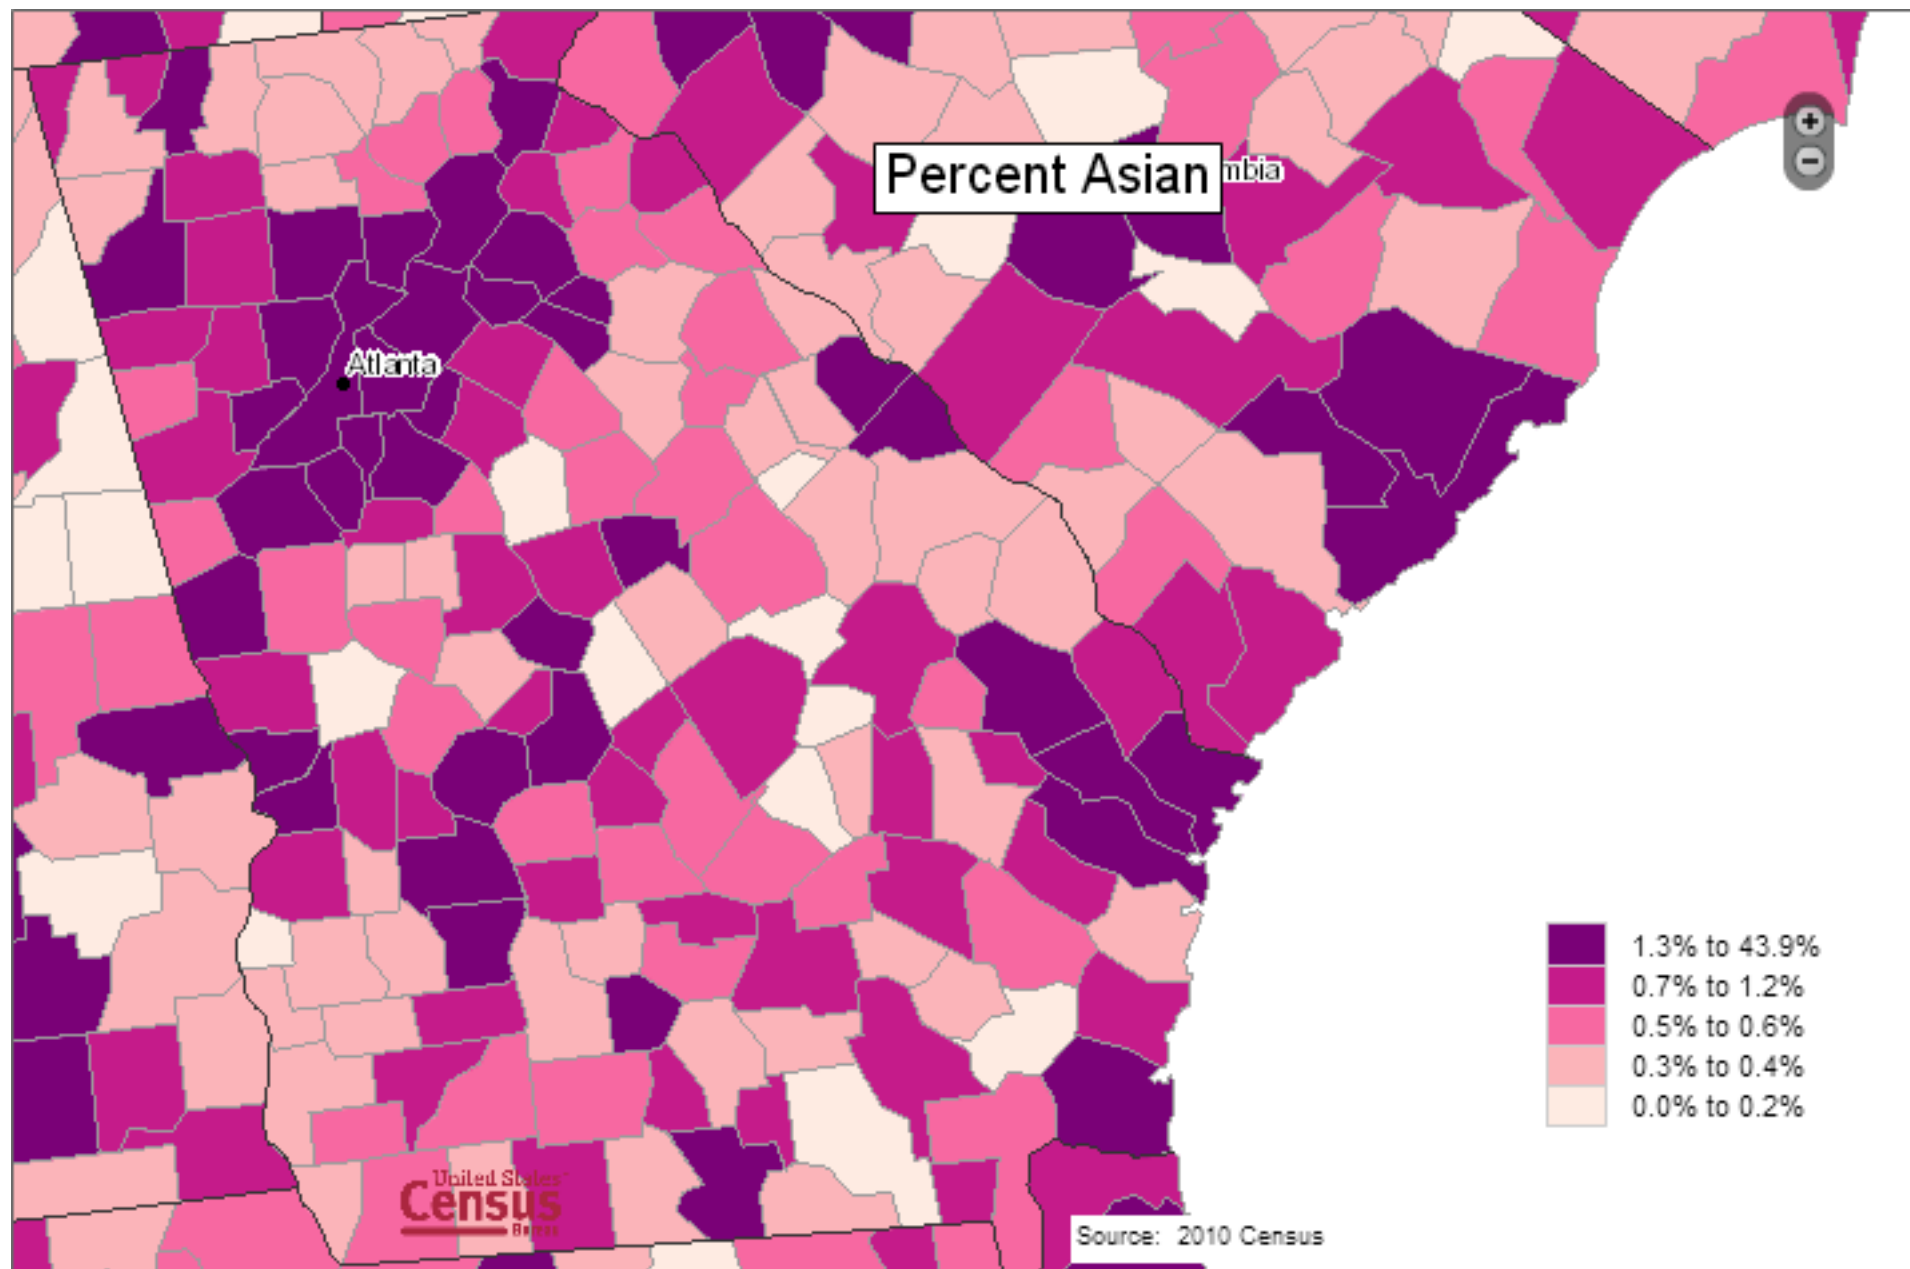 Percent Asian
mbia
Atlanta
1.3% to 43.9%
0.7% to 1.2%
0.5% to 0.6%
0.3% to 0.4%
0.0% to 0.2%
United States
Census
Bureau
Source: 2010 Census